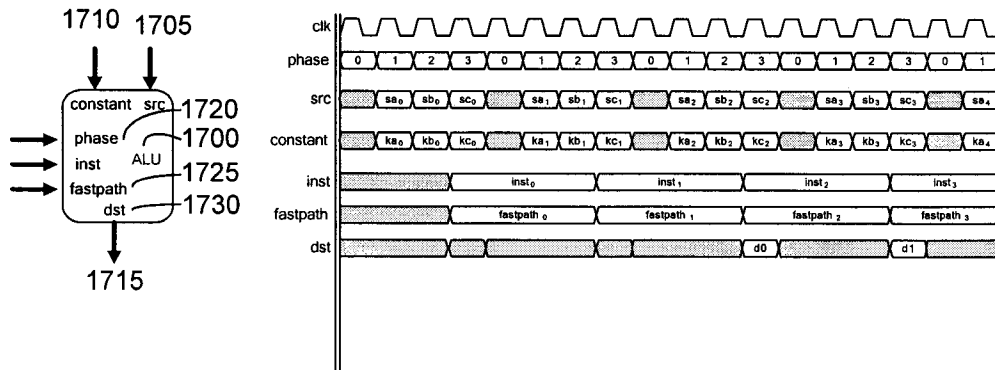 1710 1705
constant src
1720
phase
1700
ALU
inst
1725
fastpath
1730
dst
1715
clk
phase 0 1 2 3 0 1 2 3 0 1 2 3 0 1 2 3 0 1
src sa0 sb0 sc0 sa1 sb1 sc1 sa2 sb2 sc2 sa3 sb3 sc3 sa4
constant ka0 kb0 kc0 ka1 kb1 kc1 ka2 kb2 kc2 ka3 kb3 kc3 ka4
inst inst0 inst1 inst2 inst3
fastpath fastpath 0 fastpath 1 fastpath 2 fastpath 3
dst d0 d1